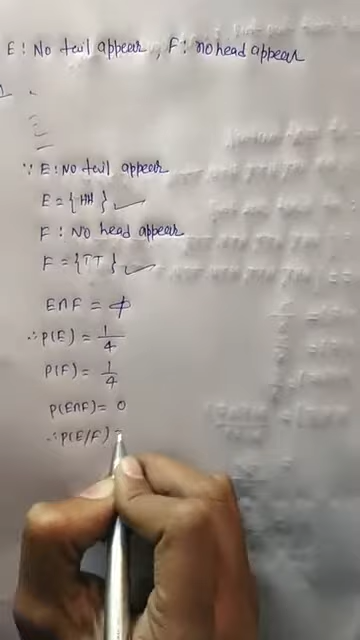 E : No tail appear, F : no head appear
∵ E : No tail appear
E = {HH}
F : No head appear
F = {TT}
E∩F = ϕ
∴ P(E) = 1/4
P(F) = 1/4
P(E∩F) = 0
∴ P(E/F) =